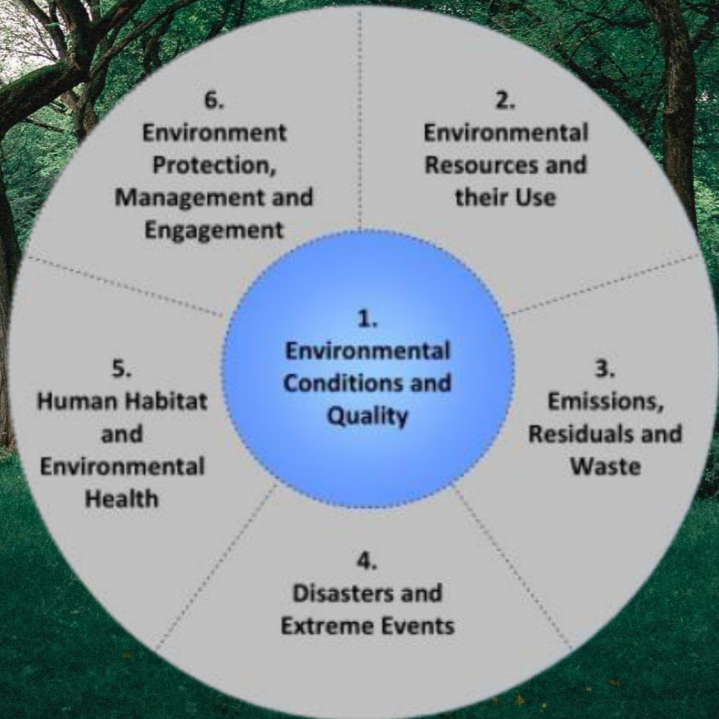 1.
Environmental
Conditions and
Quality
2.
Environmental
Resources and
their Use
3.
Emissions,
Residuals and
Waste
4.
Disasters and
Extreme Events
5.
Human Habitat
and
Environmental
Health
6.
Environment
Protection,
Management and
Engagement